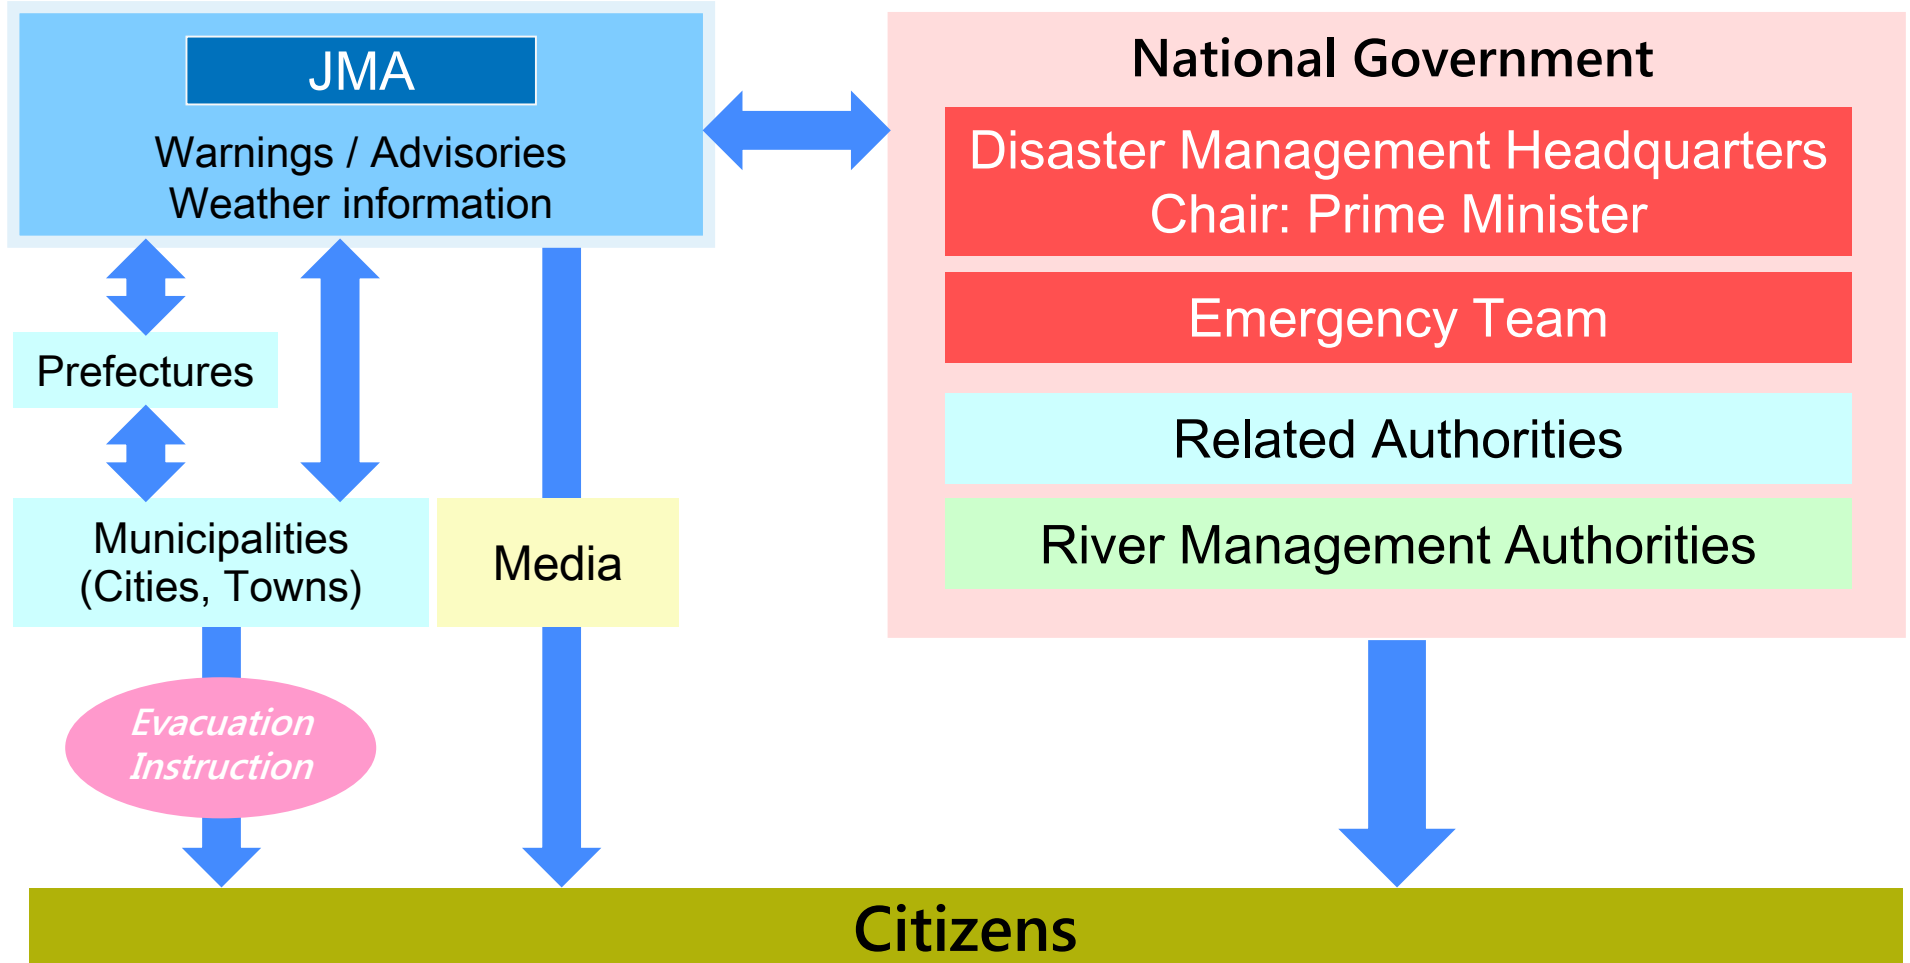 JMA
Warnings / Advisories
Weather information
Prefectures
Municipalities
(Cities, Towns)
Media
Evacuation
Instruction
National Government
Disaster Management Headquarters
Chair: Prime Minister
Emergency Team
Related Authorities
River Management Authorities
Citizens